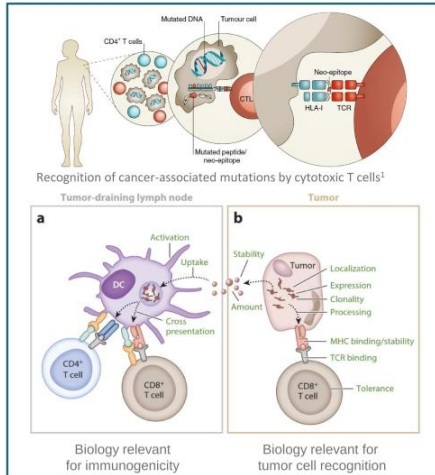 Mutated DNA
Tumour cell
CD4⁺ T cells
CTL
Neo-epitope
HLA-I
TCR
Mutated peptide/
neo-epitope
Recognition of cancer-associated mutations by cytotoxic T cells¹
Tumor-draining lymph node
a
Activation
Uptake
DC
Cross
presentation
CD4⁺
T cell
CD8⁺
T cell
Biology relevant
for immunogenicity
Tumor
b
Stability
Amount
Tumor
Localization
Expression
Clonality
Processing
MHC binding/stability
TCR binding
CD8⁺
T cell
Tolerance
Biology relevant for
tumor cell recognition